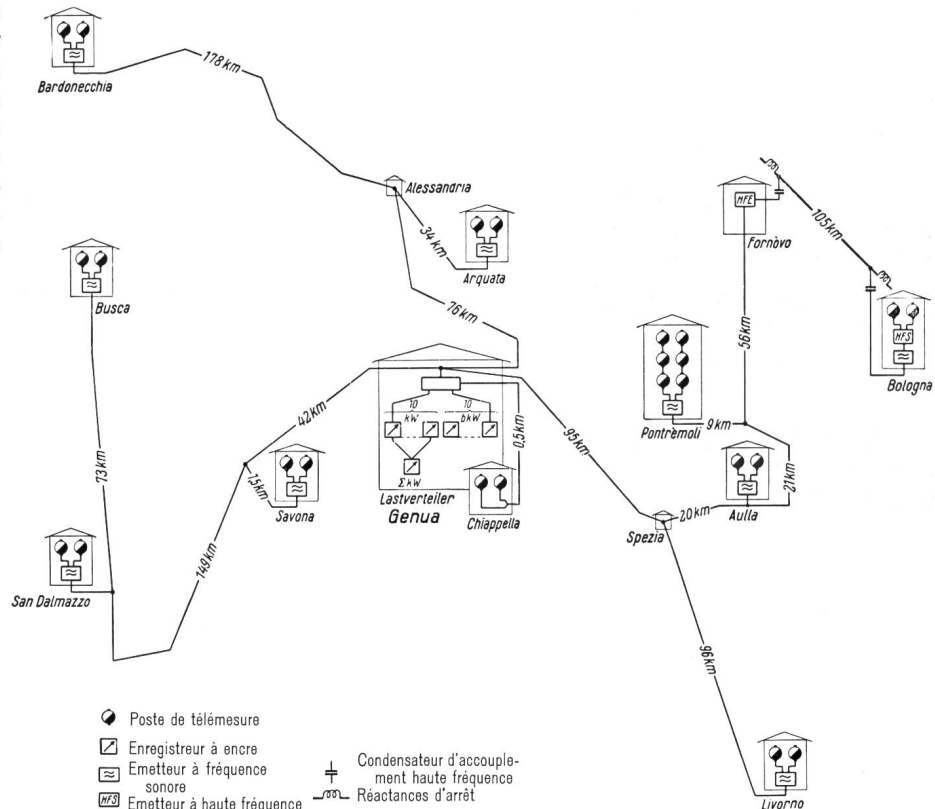 178 km
Bardonecchia
Alessandria
34 km
Arquata
76 km
HFE
Fornòvo
105 km
HFS
Bologna
Busca
73 km
56 km
Pontrèmoli
9 km
21 km
42 km
10
kW
10
bkW
ΣkW
0,5 km
Lastverteiler
Genua
Chiappella
1,5 km
Savona
95 km
Spezia
20 km
Aulla
149 km
San Dalmazzo
96 km
Livorno
Poste de télémesure
Enregistreur à encre
Emetteur à fréquence
sonore
HFS Emetteur à haute fréquence
Condensateur d'accouple-
ment haute fréquence
Réactances d'arrêt